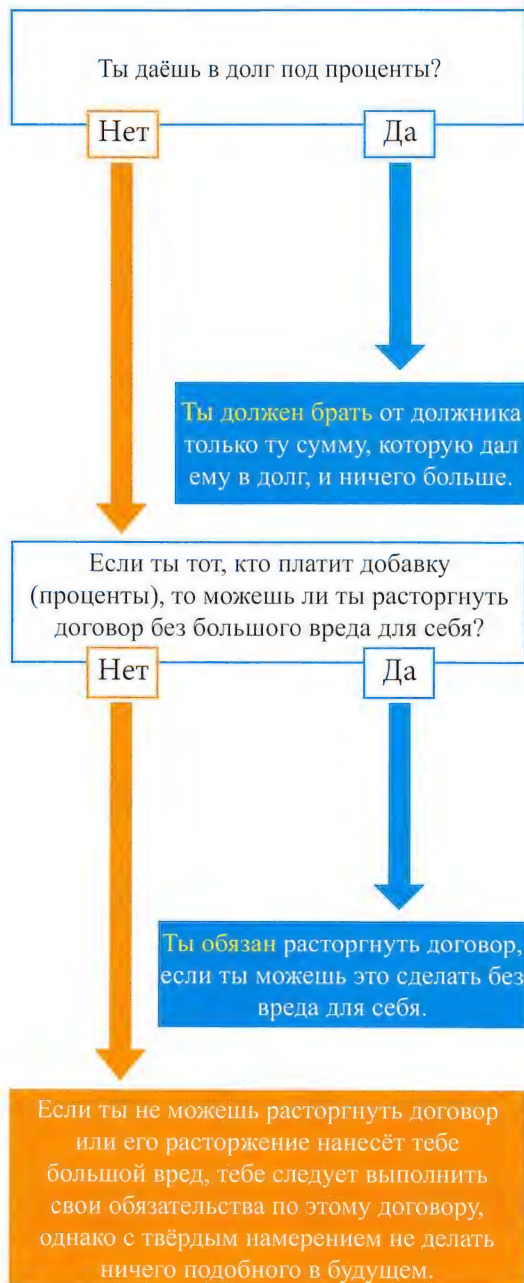 Ты даёшь в долг под проценты?
Нет
Да
Ты должен брать от должника
только ту сумму, которую дал
ему в долг, и ничего больше.
Если ты тот, кто платит добавку
(проценты), то можешь ли ты расторгнуть
договор без большого вреда для себя?
Нет
Да
Ты обязан расторгнуть договор,
если ты можешь это сделать без
вреда для себя.
Если ты не можешь расторгнуть договор
или его расторжение нанесёт тебе
большой вред, тебе следует выполнить
свои обязательства по этому договору,
однако с твёрдым намерением не делать
ничего подобного в будущем.